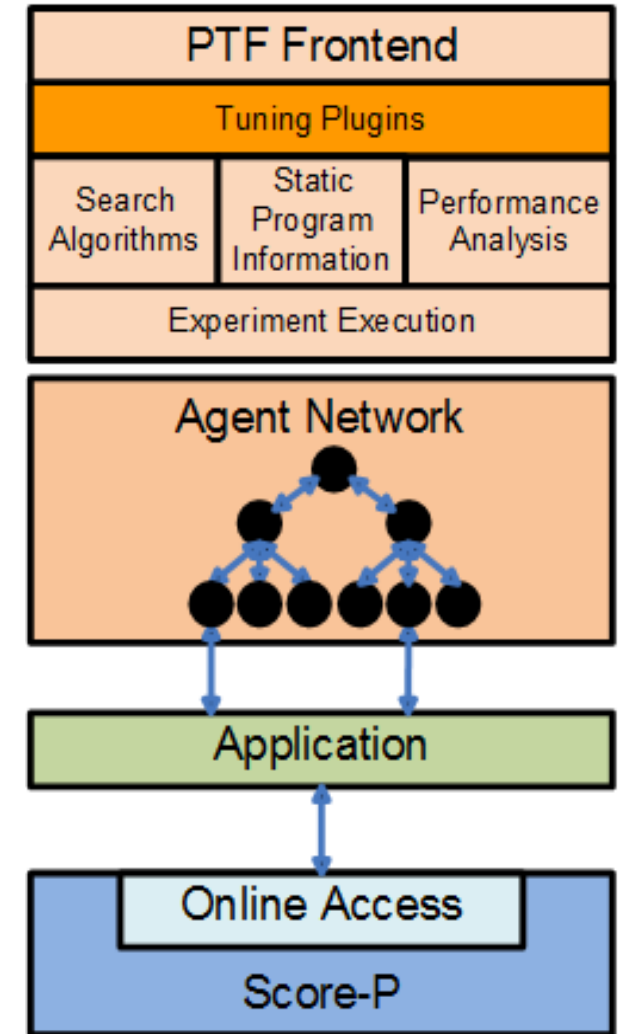 PTF Frontend
Tuning Plugins
Search
Algorithms
Static
Program
Information
Performance
Analysis
Experiment Execution
Agent Network
Application
Online Access
Score-P